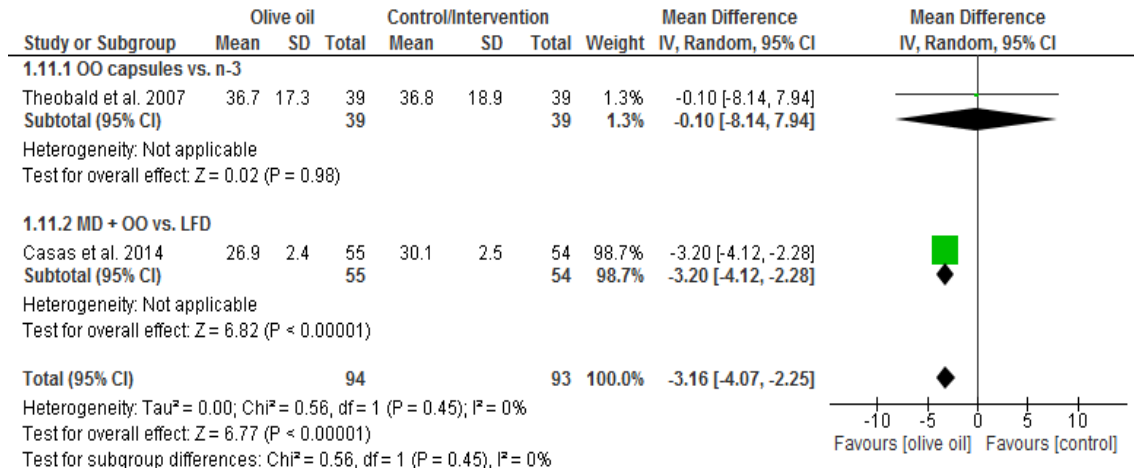 Olive oil Control/Intervention Mean Difference Mean Difference
Study or Subgroup Mean SD Total Mean SD Total Weight IV, Random, 95% CI IV, Random, 95% CI
1.11.1 OO capsules vs. n-3
Theobald et al. 2007 36.7 17.3 39 36.8 18.9 39 1.3% -0.10 [-8.14, 7.94]
Subtotal (95% CI) 39 39 1.3% -0.10 [-8.14, 7.94]
Heterogeneity: Not applicable
Test for overall effect: Z = 0.02 (P = 0.98)
1.11.2 MD + OO vs. LFD
Casas et al. 2014 26.9 2.4 55 30.1 2.5 54 98.7% -3.20 [-4.12, -2.28]
Subtotal (95% CI) 55 54 98.7% -3.20 [-4.12, -2.28]
Heterogeneity: Not applicable
Test for overall effect: Z = 6.82 (P < 0.00001)
Total (95% CI) 94 93 100.0% -3.16 [-4.07, -2.25]
Heterogeneity: Tau² = 0.00; Chi² = 0.56, df = 1 (P = 0.45); I² = 0%
Test for overall effect: Z = 6.77 (P < 0.00001)
Test for subgroup differences: Chi² = 0.56, df = 1 (P = 0.45), I² = 0%
-10 -5 0 5 10
Favours [olive oil] Favours [control]